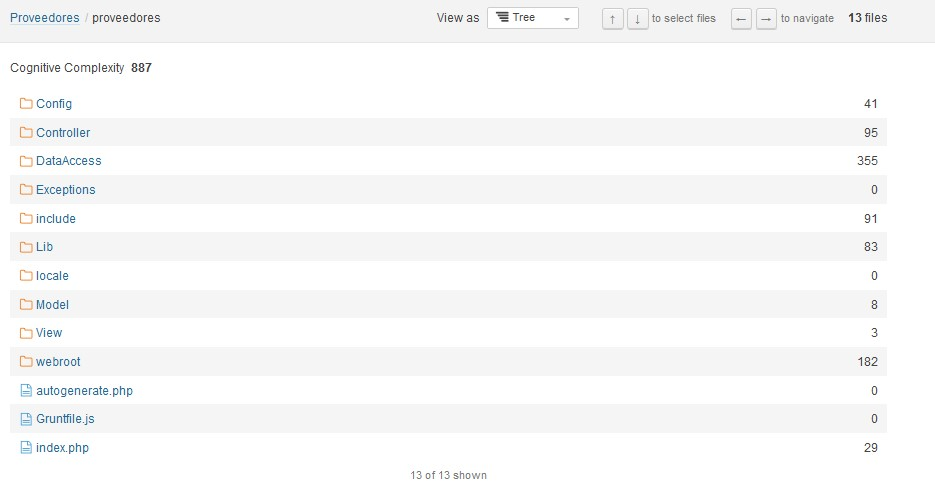 Proveedores / proveedores View as Tree ↑ ↓ to select files ← → to navigate 13 files
Cognitive Complexity 887
Config 41
Controller 95
DataAccess 355
Exceptions 0
include 91
Lib 83
locale 0
Model 8
View 3
webroot 182
autogenerate.php 0
Gruntfile.js 0
index.php 29
13 of 13 shown